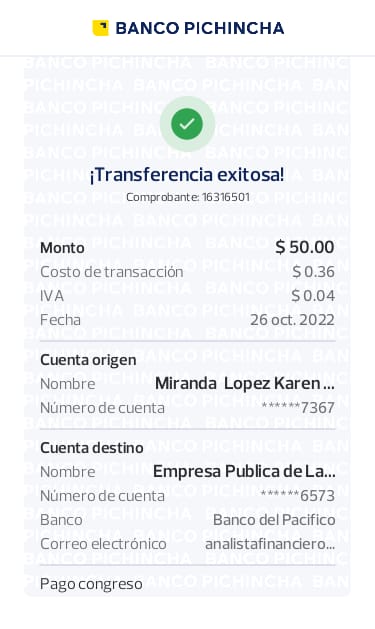 BANCO PICHINCHA
¡Transferencia exitosa!
Comprobante: 16316501
Monto $ 50.00
Costo de transacción $ 0.36
IVA $ 0.04
Fecha 26 oct. 2022
Cuenta origen
Nombre Miranda Lopez Karen ...
Número de cuenta ******7367
Cuenta destino
Nombre Empresa Publica de La...
Número de cuenta ******6573
Banco Banco del Pacifico
Correo electrónico analistafinanciero...
Pago congreso